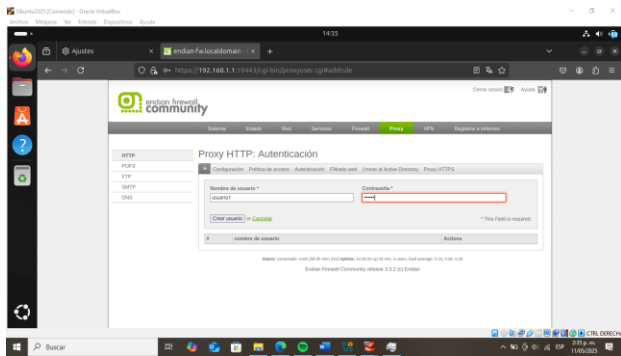 Ubuntu2025 [Corriendo] - Oracle VirtualBox
Archivo Máquina Ver Entrada Dispositivos Ayuda
14:35
Ajustes
endian-fw.localdomain -
https://192.168.1.1:10443/cgi-bin/proxyuser.cgi#addrule
Cerrar sesión Ayuda
endian firewall
community
Sistema Estado Red Servicios Firewall Proxy VPN Registros e informes
HTTP
POP3
FTP
SMTP
DNS
Proxy HTTP: Autenticación
>> Configuración Política de acceso Autenticación Filtrado web Unirse al Active Directory Proxy HTTPS
Nombre de usuario * Contraseña *
usuario1
Crear usuario or Cancelar * This Field is required.
# nombre de usuario Actions
Endian Firewall Community release 3.3.2 (c) Endian
CTRL DERECHA
Buscar
ESP
2:35 p. m.
11/05/2025